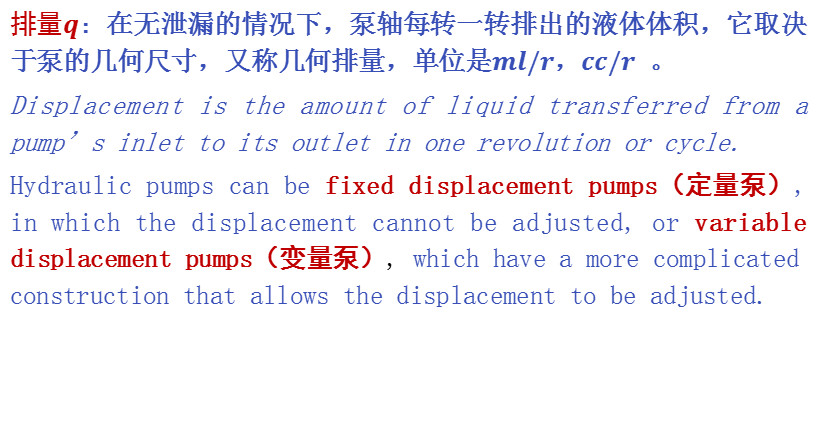 排量q：在无泄漏的情况下，泵轴每转一转排出的液体体积，它取决
于泵的几何尺寸，又称几何排量，单位是ml/r，cc/r 。
Displacement is the amount of liquid transferred from a
pump’s inlet to its outlet in one revolution or cycle.
Hydraulic pumps can be fixed displacement pumps（定量泵）,
in which the displacement cannot be adjusted, or variable
displacement pumps（变量泵）, which have a more complicated
construction that allows the displacement to be adjusted.